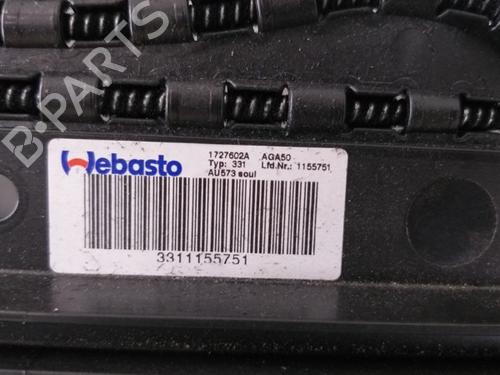 B-PARTS
Webasto
1727602A AGA50
Typ: 331 Lfd.Nr.: 1155751
AU573 soul
3311155751